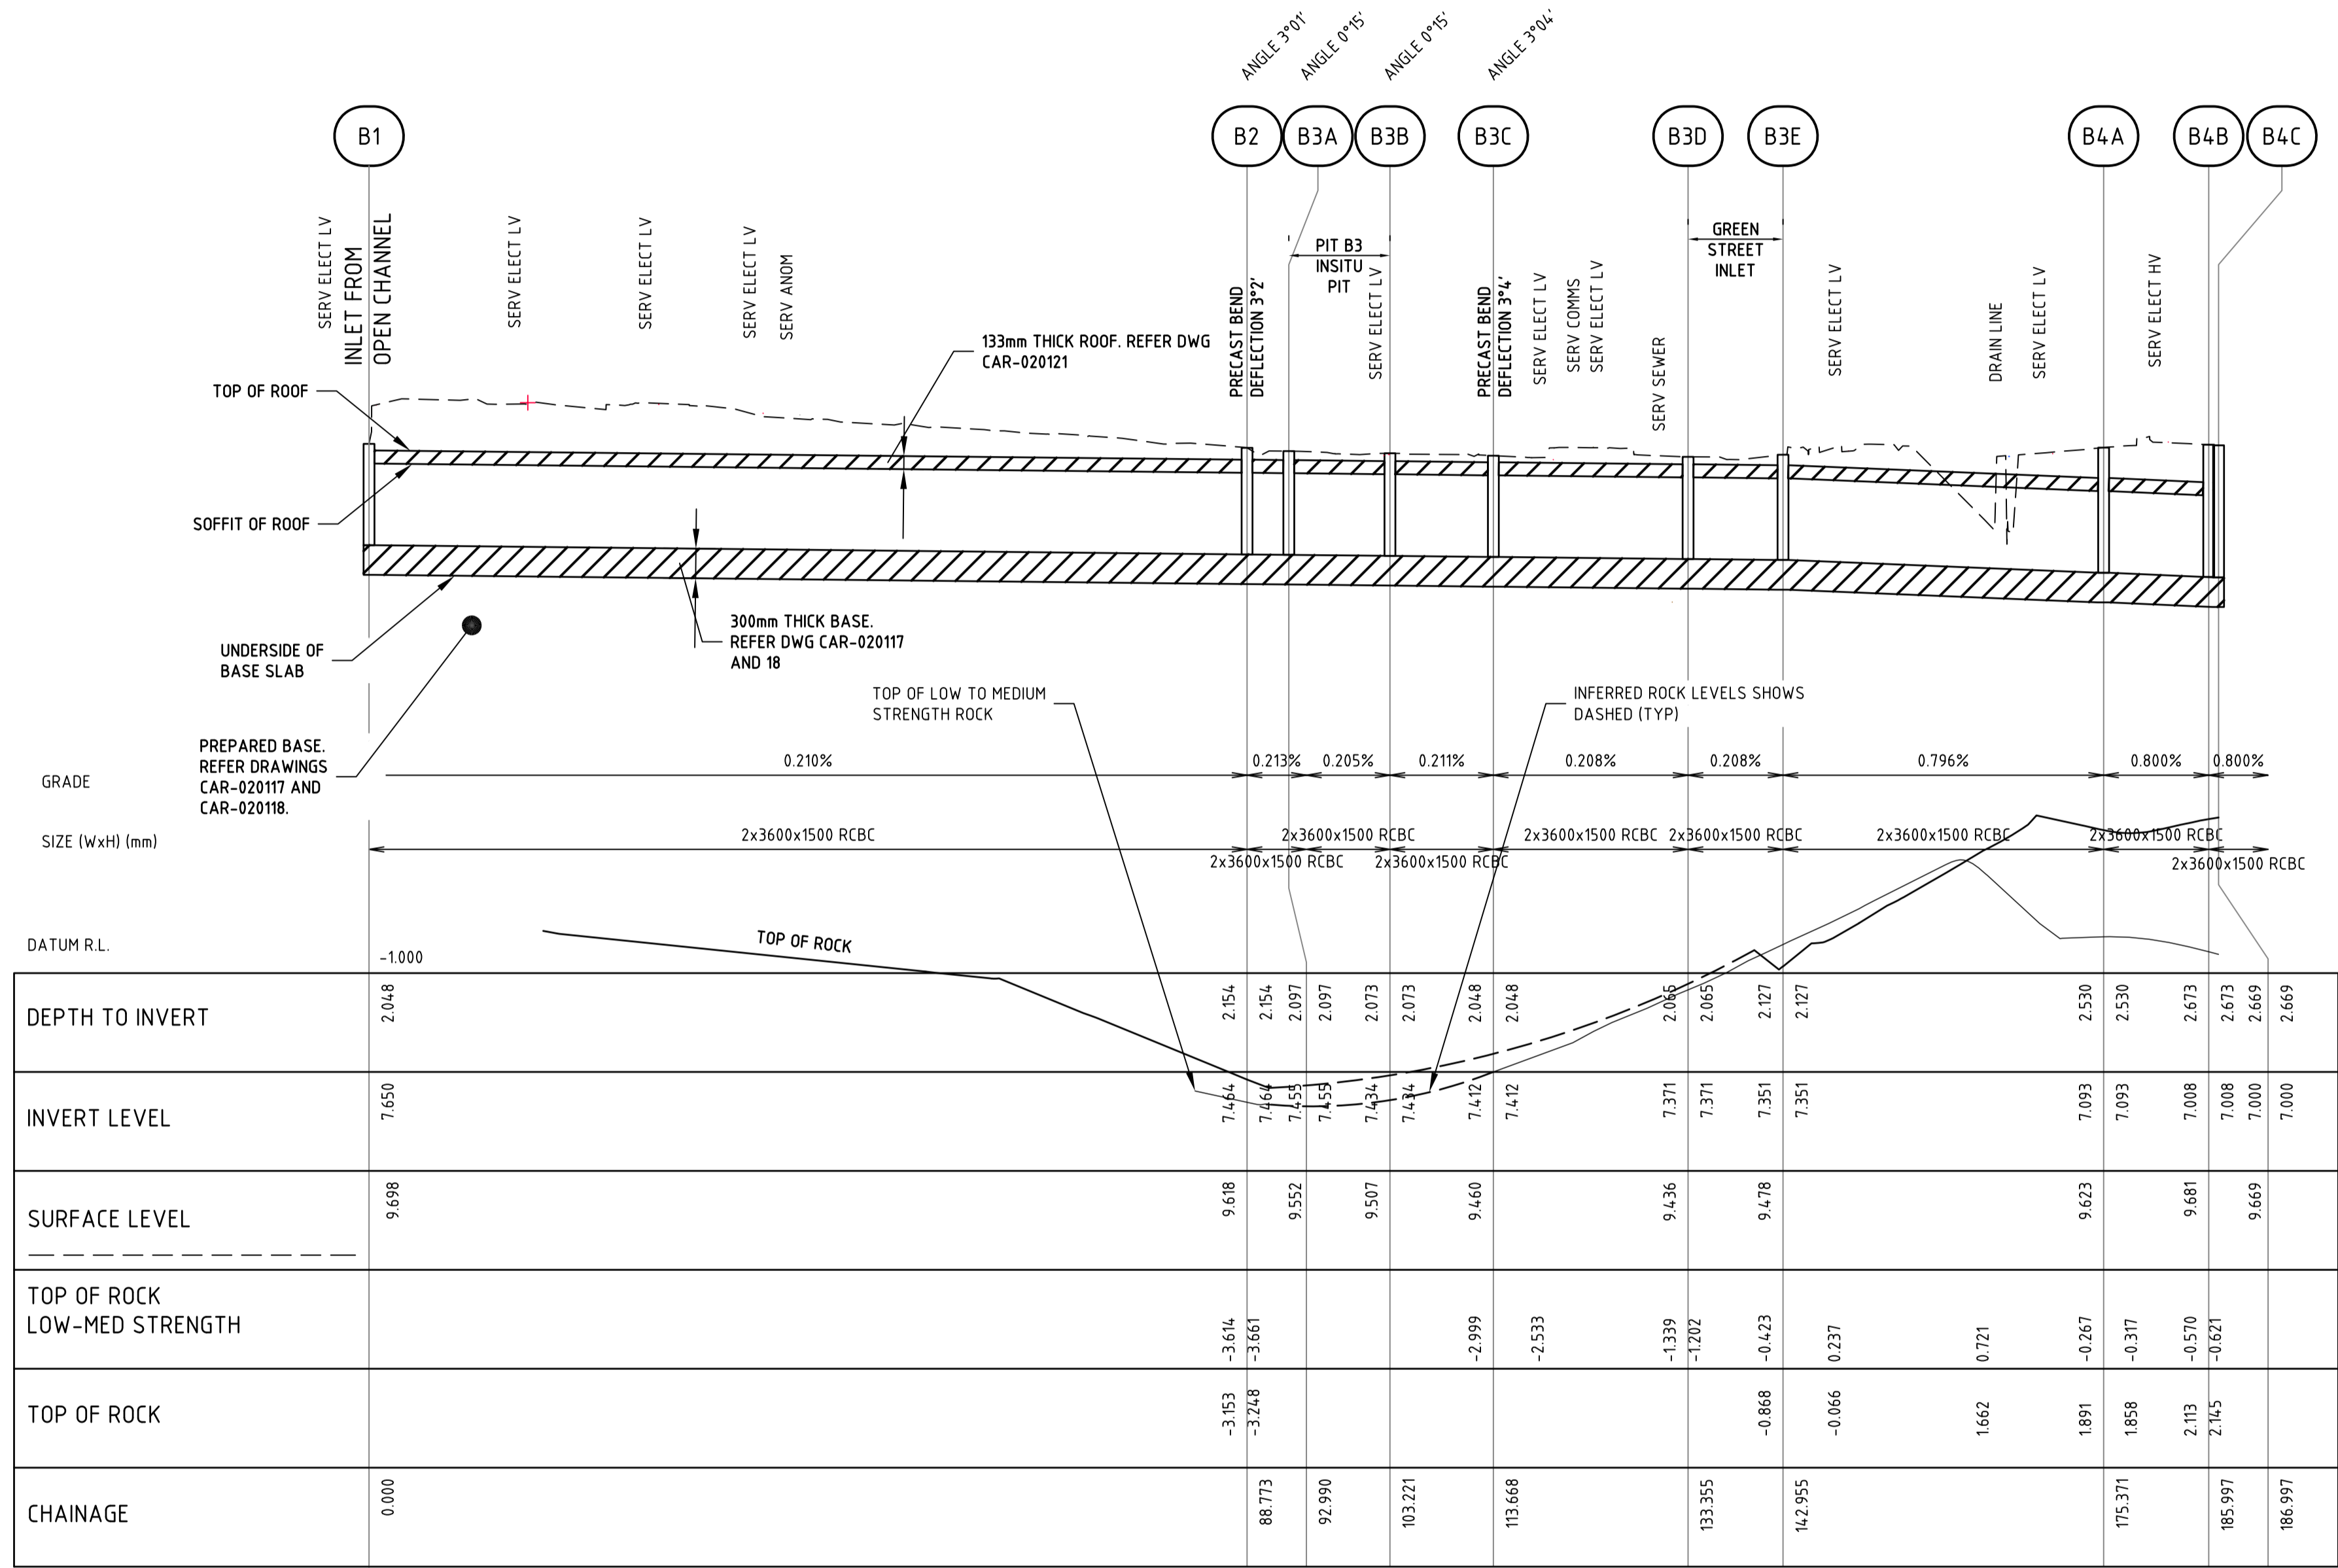 ANGLE 3°01'
ANGLE 0°15'
ANGLE 0°15'
ANGLE 3°04'
B1
B2
B3A
B3B
B3C
B3D
B3E
B4A
B4B
B4C
SERV ELECT LV
INLET FROM
OPEN CHANNEL
SERV ELECT LV
SERV ELECT LV
SERV ELECT LV
SERV ANOM
PRECAST BEND
DEFLECTION 3°2'
PIT B3
INSITU
PIT
SERV ELECT LV
PRECAST BEND
DEFLECTION 3°4'
SERV ELECT LV
SERV COMMS
SERV ELECT LV
SERV SEWER
GREEN
STREET
INLET
SERV ELECT LV
DRAIN LINE
SERV ELECT LV
SERV ELECT HV
133mm THICK ROOF. REFER DWG
CAR-020121
TOP OF ROOF
SOFFIT OF ROOF
UNDERSIDE OF
BASE SLAB
300mm THICK BASE.
REFER DWG CAR-020117
AND 18
TOP OF LOW TO MEDIUM
STRENGTH ROCK
INFERRED ROCK LEVELS SHOWS
DASHED (TYP)
PREPARED BASE.
REFER DRAWINGS
CAR-020117 AND
CAR-020118.
GRADE
0.210%
0.213%
0.205%
0.211%
0.208%
0.208%
0.796%
0.800%
0.800%
SIZE (WxH) (mm)
2x3600x1500 RCBC
2x3600x1500 RCBC
2x3600x1500 RCBC
2x3600x1500 RCBC
2x3600x1500 RCBC
2x3600x1500 RCBC
2x3600x1500 RCBC
2x3600x1500 RCBC
2x3600x1500 RCBC
TOP OF ROCK
DATUM R.L.
-1.000
DEPTH TO INVERT
2.048
2.154
2.154
2.097
2.097
2.073
2.073
2.048
2.048
2.065
2.065
2.127
2.127
2.530
2.530
2.673
2.673
2.669
2.669
INVERT LEVEL
7.650
7.464
7.464
7.455
7.455
7.434
7.434
7.412
7.412
7.371
7.371
7.351
7.351
7.093
7.093
7.008
7.008
7.000
7.000
SURFACE LEVEL
9.698
9.618
9.552
9.507
9.460
9.436
9.478
9.623
9.681
9.669
TOP OF ROCK
LOW-MED STRENGTH
-3.614
-3.661
-2.999
-2.533
-1.339
-1.202
-0.423
0.237
0.721
-0.267
-0.317
-0.570
-0.621
TOP OF ROCK
-3.153
-3.248
-0.868
-0.066
1.662
1.891
1.858
2.113
2.145
CHAINAGE
0.000
88.773
92.990
103.221
113.668
133.355
142.955
175.371
185.997
186.997